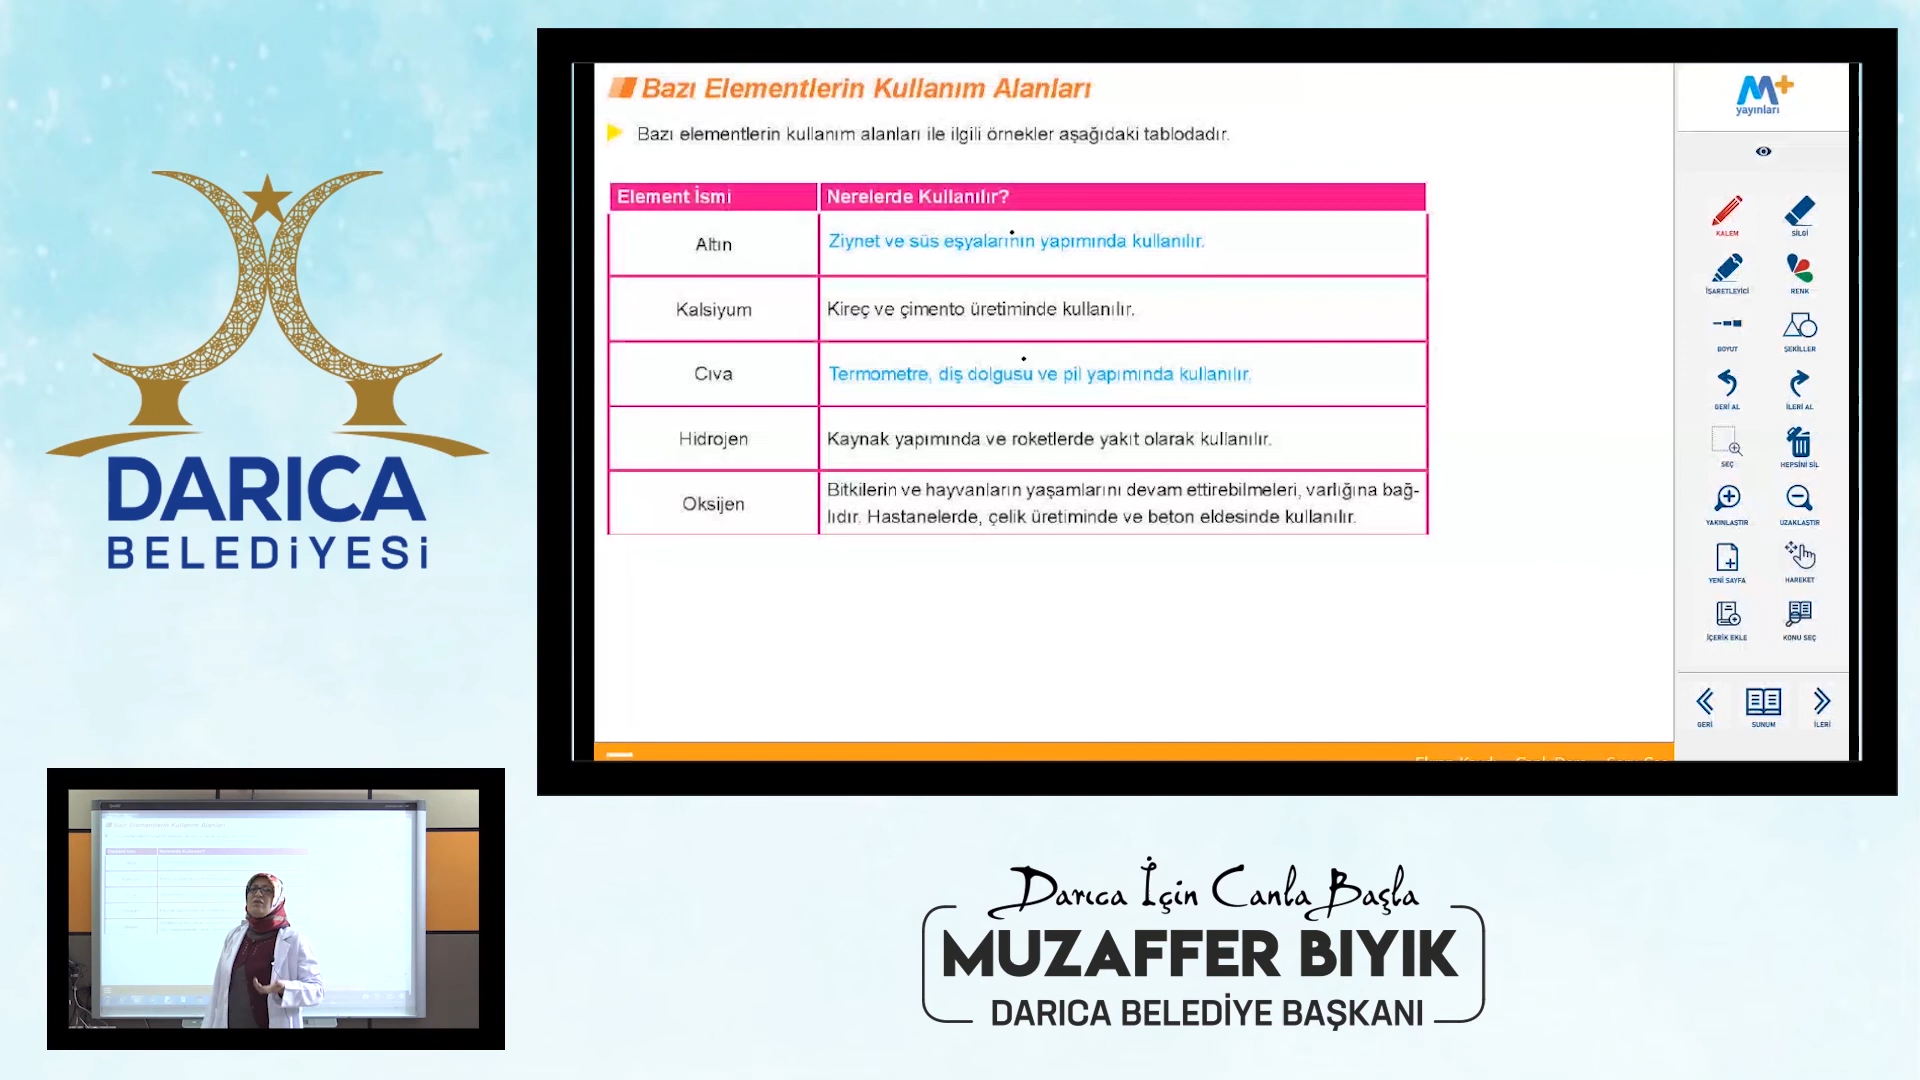 DARICA
BELEDİYESİ
Bazı Elementlerin Kullanım Alanları
Bazı elementlerin kullanım alanları ile ilgili örnekler aşağıdaki tablodadır.
Element İsmi
Nerelerde Kullanılır?
Altın
Ziynet ve süs eşyalarının yapımında kullanılır.
Kalsiyum
Kireç ve çimento üretiminde kullanılır.
Cıva
Termometre, diş dolgusu ve pil yapımında kullanılır.
Hidrojen
Kaynak yapımında ve roketlerde yakıt olarak kullanılır.
Oksijen
Bitkilerin ve hayvanların yaşamlarını devam ettirebilmeleri, varlığına bağ-
lıdır. Hastanelerde, çelik üretiminde ve beton eldesinde kullanılır.
M+
yayınları
KALEM
SİLGİ
İŞARETLEYİCİ
RENK
BOYUT
ŞEKİLLER
GERİ AL
İLERİ AL
SEÇ
HEPSİNİ SİL
YAKINLAŞTIR
UZAKLAŞTIR
YENİ SAYFA
HAREKET
İÇERİK EKLE
KONU SEÇ
GERİ
SUNUM
İLERİ
Darıca İçin Canla Başla
MUZAFFER BIYIK
DARICA BELEDİYE BAŞKANI